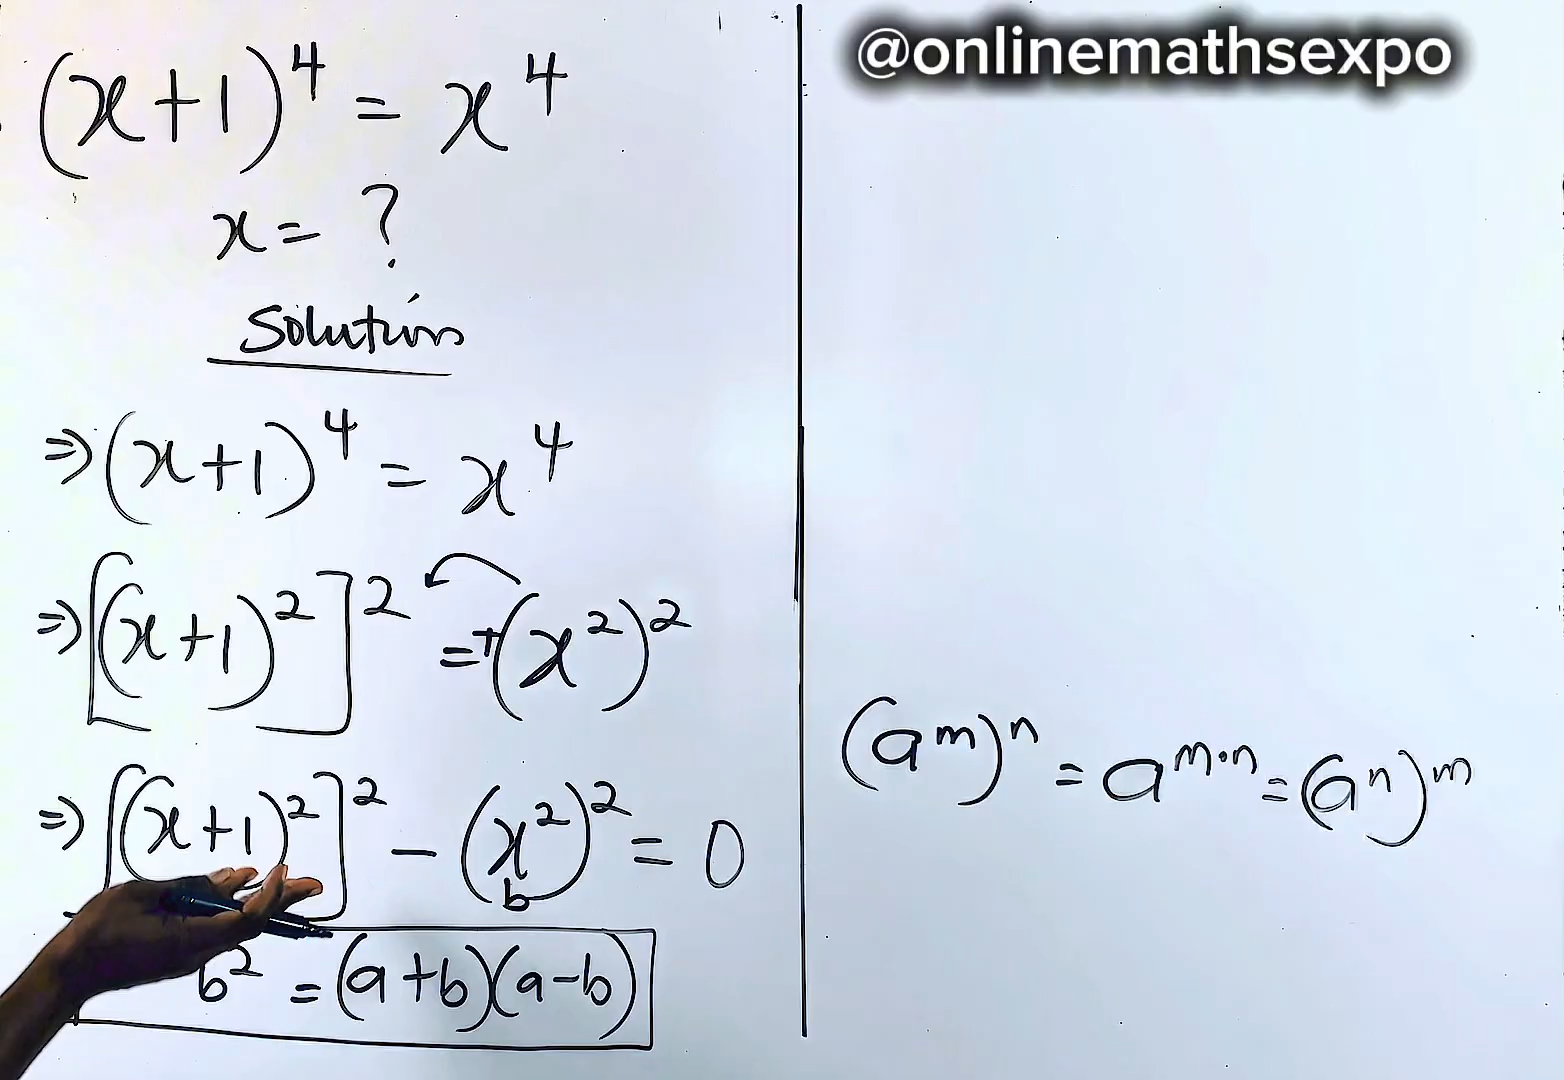 (x+1)⁴ = x⁴
x = ?
Solution
⇒ (x+1)⁴ = x⁴
⇒ [(x+1)²]² = +(x²)²
⇒ [(x+1)²]² − (x²)² = 0
b
b² = (a+b)(a−b)
@onlinemathsexpo
(aᵐ)ⁿ = aᵐ·ⁿ = (aⁿ)ᵐ